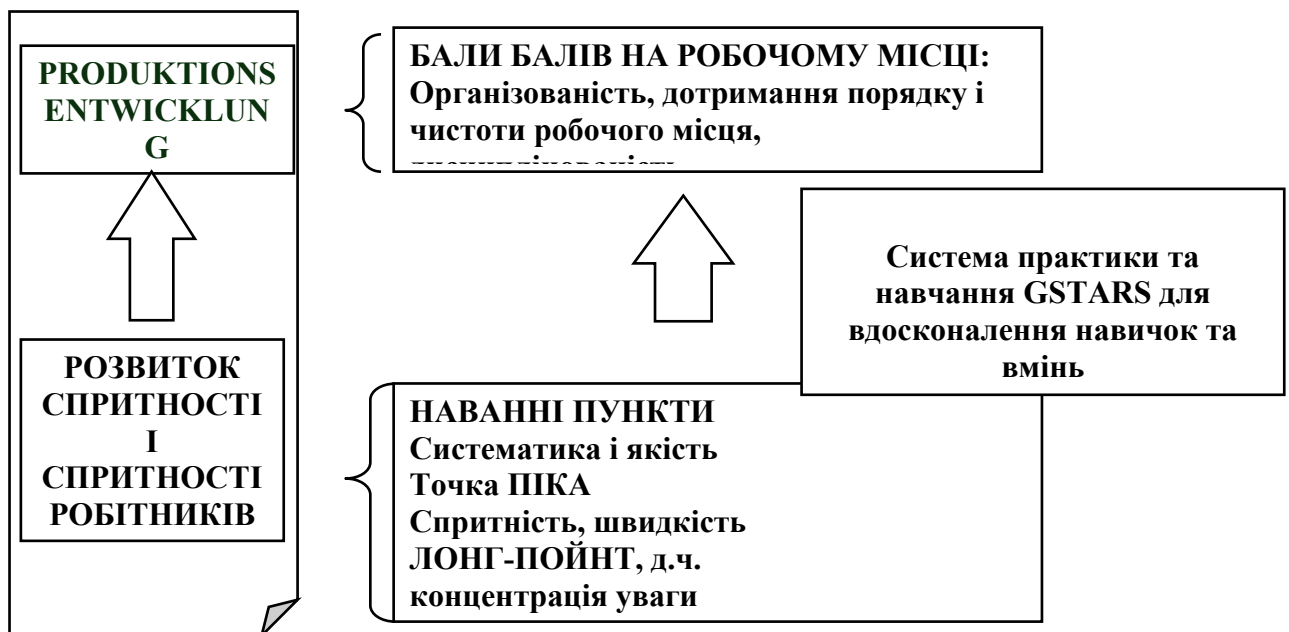 PRODUKTIONS
ENTWICKLUN
G
БАЛИ БАЛІВ НА РОБОЧОМУ МІСЦІ:
Організованість, дотримання порядку і
чистоти робочого місця,
Система практики та
навчання GSTARS для
вдосконалення навичок та
вмінь
РОЗВИТОК
СПРИТНОСТІ
І
СПРИТНОСТІ
РОБІТНИКІВ
НАВАННІ ПУНКТИ
Систематика і якість
Точка ПІКА
Спритність, швидкість
ЛОНГ-ПОЙНТ, д.ч.
концентрація уваги